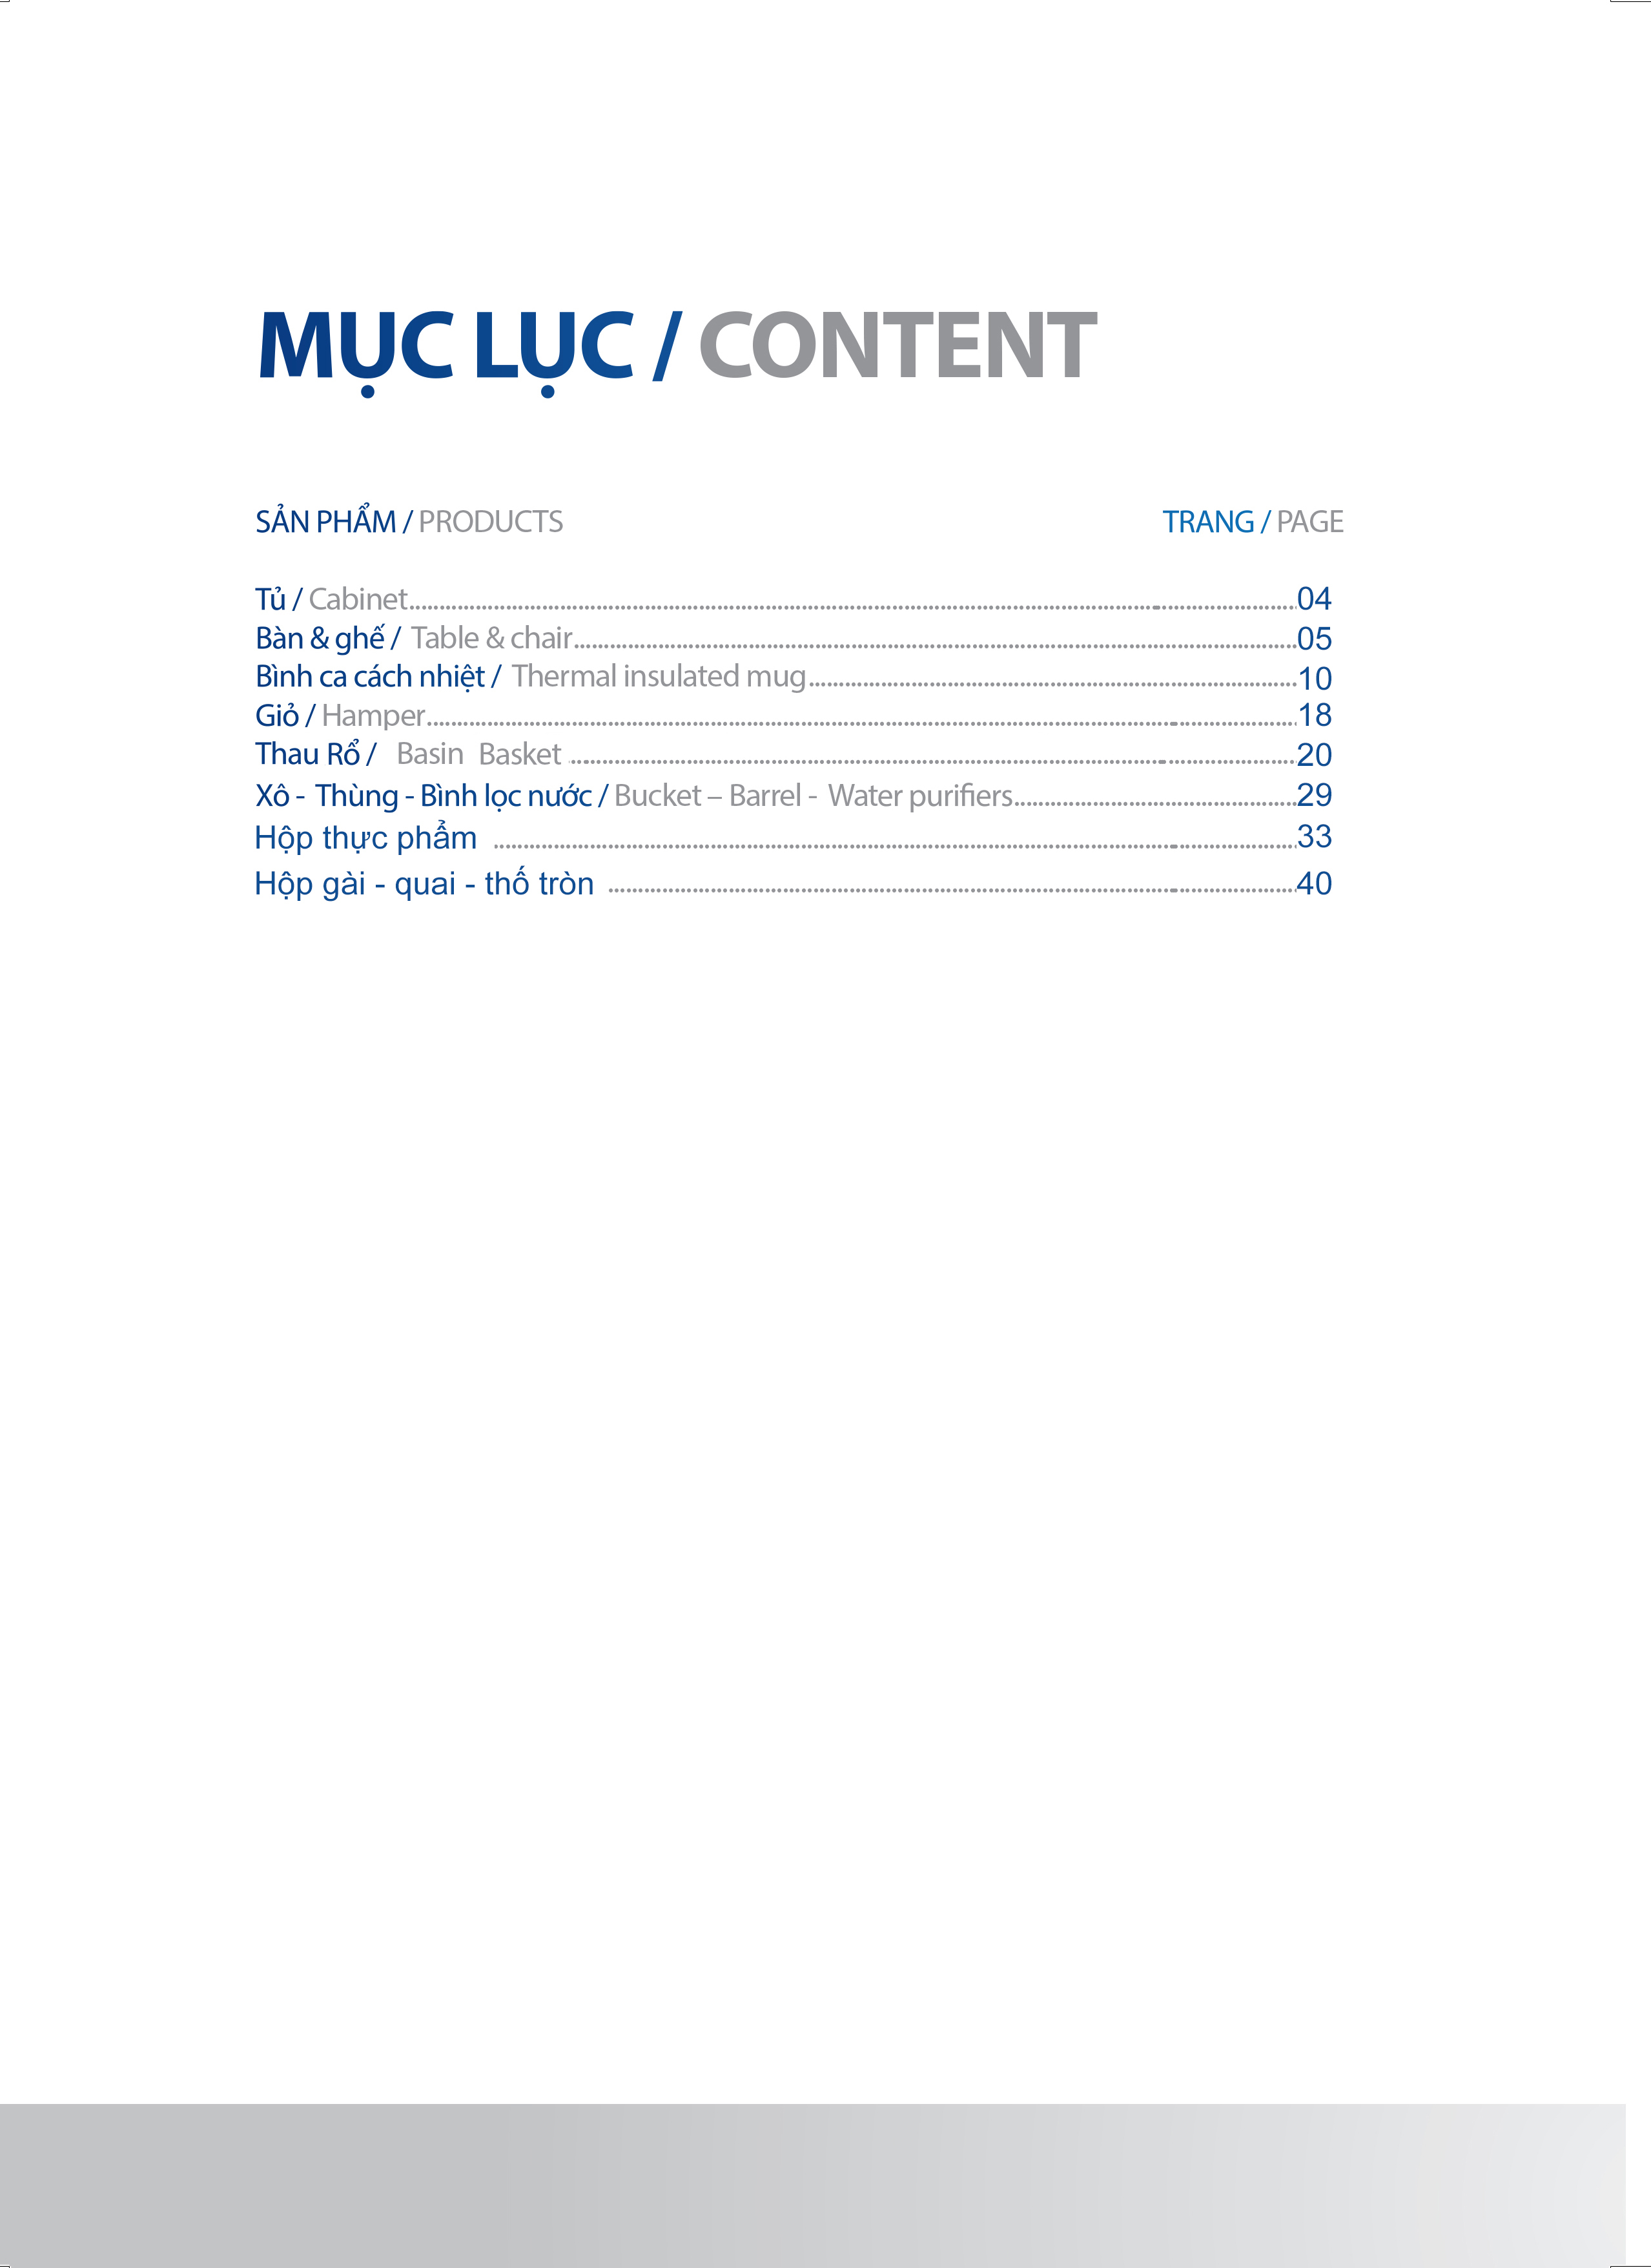 MỤC LỤC / CONTENT
SẢN PHẨM / PRODUCTS TRANG / PAGE
Tủ / Cabinet 04
Bàn & ghế / Table & chair 05
Bình ca cách nhiệt / Thermal insulated mug 10
Giỏ / Hamper 18
Thau Rổ / Basin Basket 20
Xô - Thùng - Bình lọc nước / Bucket – Barrel - Water purifiers 29
Hộp thực phẩm 33
Hộp gài - quai - thố tròn 40